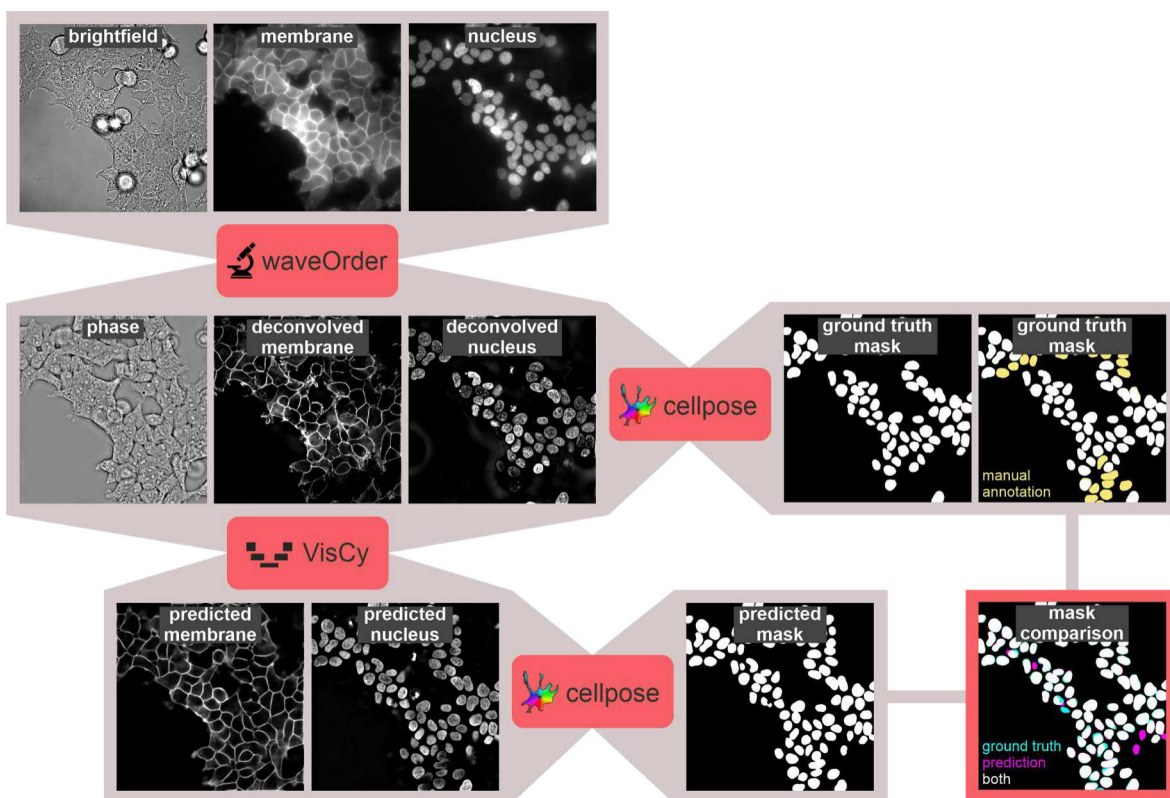 brightfield
membrane
nucleus
waveOrder
phase
deconvolved
membrane
deconvolved
nucleus
cellpose
ground truth
mask
ground truth
mask
manual
annotation
VisCy
predicted
membrane
predicted
nucleus
cellpose
predicted
mask
mask
comparison
ground truth
prediction
both